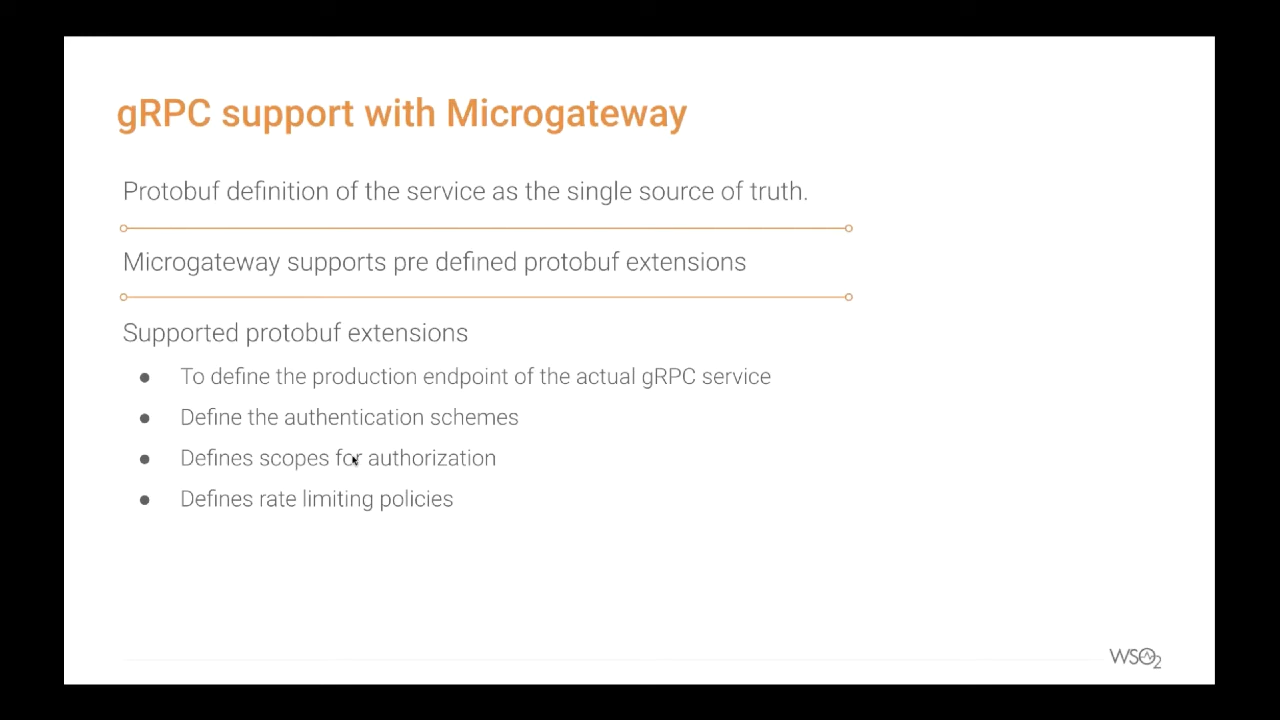 gRPC support with Microgateway
Protobuf definition of the service as the single source of truth.
Microgateway supports pre defined protobuf extensions
Supported protobuf extensions
● To define the production endpoint of the actual gRPC service
● Define the authentication schemes
● Defines scopes for authorization
● Defines rate limiting policies
WSO2